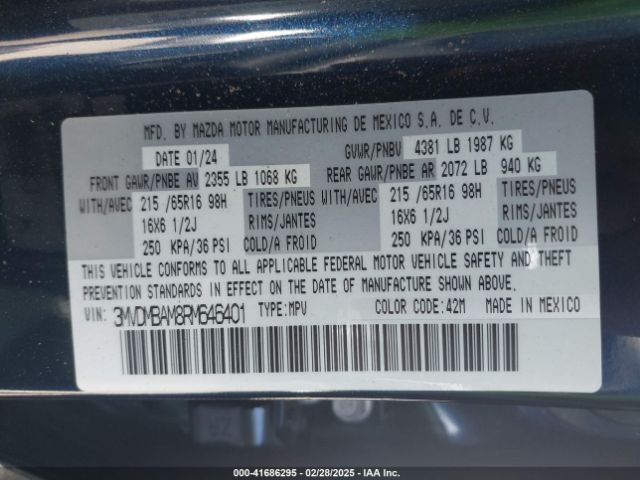 MFD. BY MAZDA MOTOR MANUFACTURING DE MEXICO S.A. DE C.V.
DATE 01/24 GVWR/PNBV 4381 LB 1987 KG
FRONT GAWR/PNBE AV 2355 LB 1068 KG REAR GAWR/PNBE AR 2072 LB 940 KG
WITH/AVEC 215 /65R16 98H TIRES/PNEUS WITH/AVEC 215 /65R16 98H TIRES/PNEUS
16X6 1/2J RIMS/JANTES 16X6 1/2J RIMS/JANTES
250 KPA/36 PSI COLD/A FROID 250 KPA/36 PSI COLD/A FROID
THIS VEHICLE CONFORMS TO ALL APPLICABLE FEDERAL MOTOR VEHICLE SAFETY AND THEFT
PREVENTION STANDARDS IN EFFECT ON THE DATE OF MANUFACTURE SHOWN ABOVE.
VIN: 3MVDMBAM8RM646401 TYPE:MPV COLOR CODE:42M MADE IN MEXICO
000-41686295 - 02/28/2025 - IAA Inc.